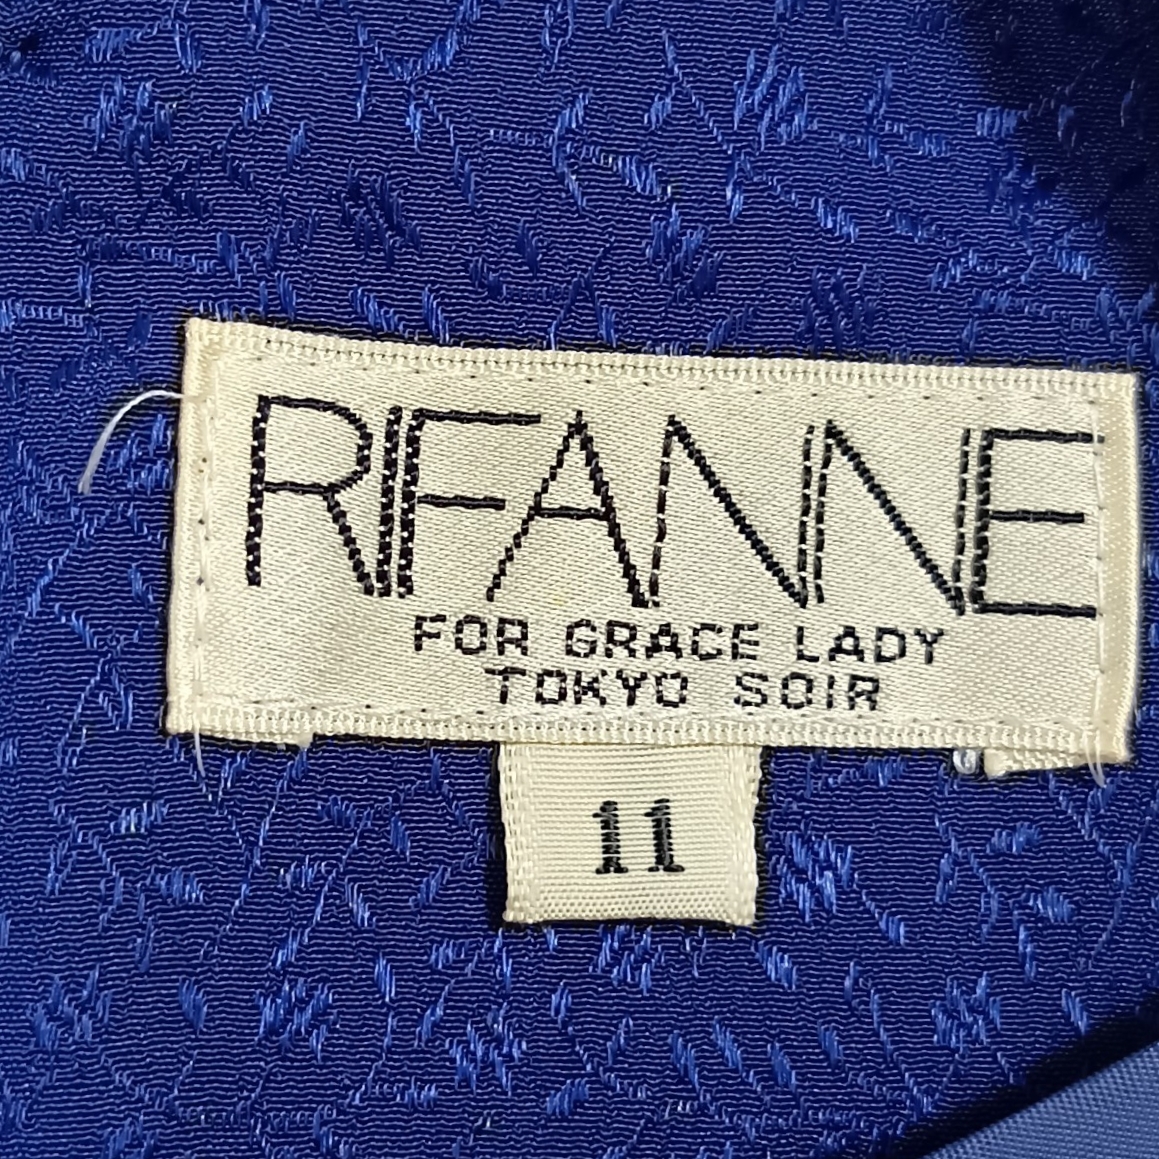 RIFANNE
FOR GRACE LADY
TOKYO SOIR
11